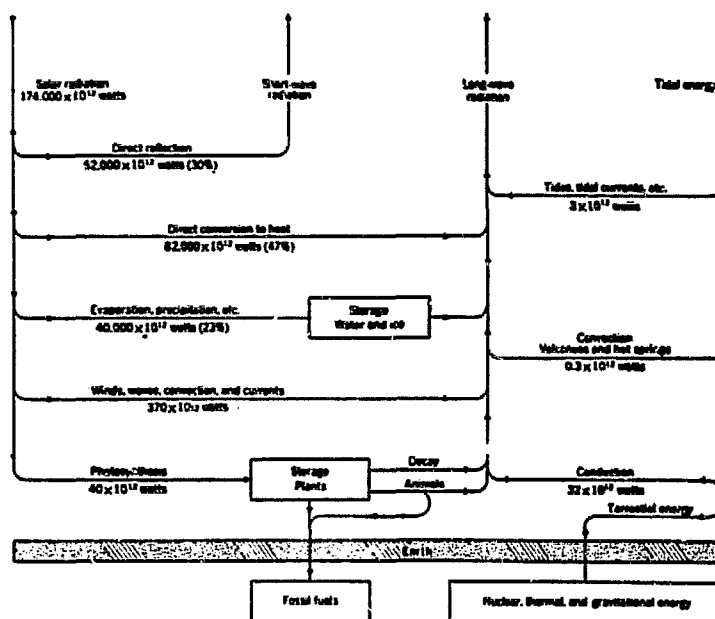 Solar radiation
174,000 x 10¹² watts
Short-wave
radiation
Long-wave
radiation
Tidal energy
Direct reflection
52,000 x 10¹² watts (30%)
Tides, tidal currents, etc.
3 x 10¹² watts
Direct conversion to heat
82,000 x 10¹² watts (47%)
Evaporation, precipitation, etc.
40,000 x 10¹² watts (23%)
Storage
Water and ice
Convection
Volcanoes and hot springs
0.3 x 10¹² watts
Winds, waves, convection, and currents
370 x 10¹² watts
Photosynthesis
40 x 10¹² watts
Storage
Plants
Decay
Animals
Conduction
32 x 10¹² watts
Terrestial energy
Earth
Fossil fuels
Nuclear, thermal, and gravitational energy